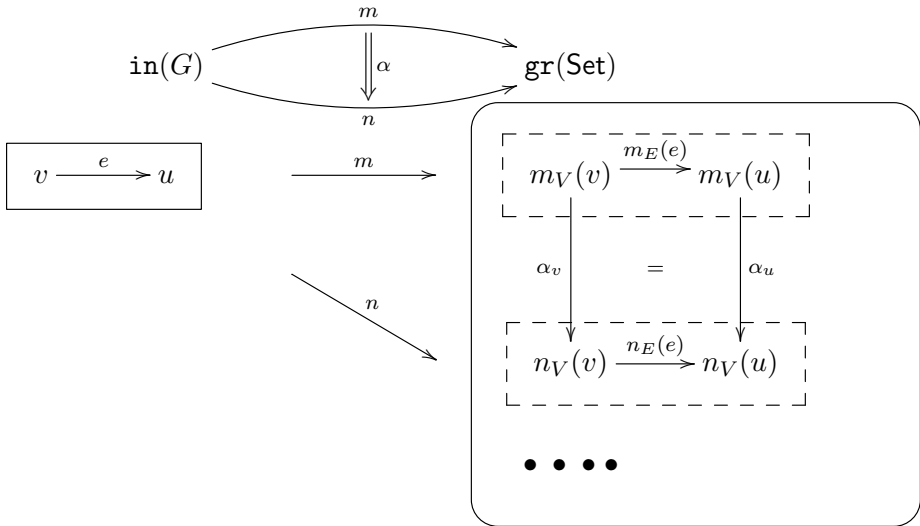 m
in(G) α gr(Set)
n
v e u
m
m_V(v) m_E(e) m_V(u)
α_v = α_u
n
n_V(v) n_E(e) n_V(u)